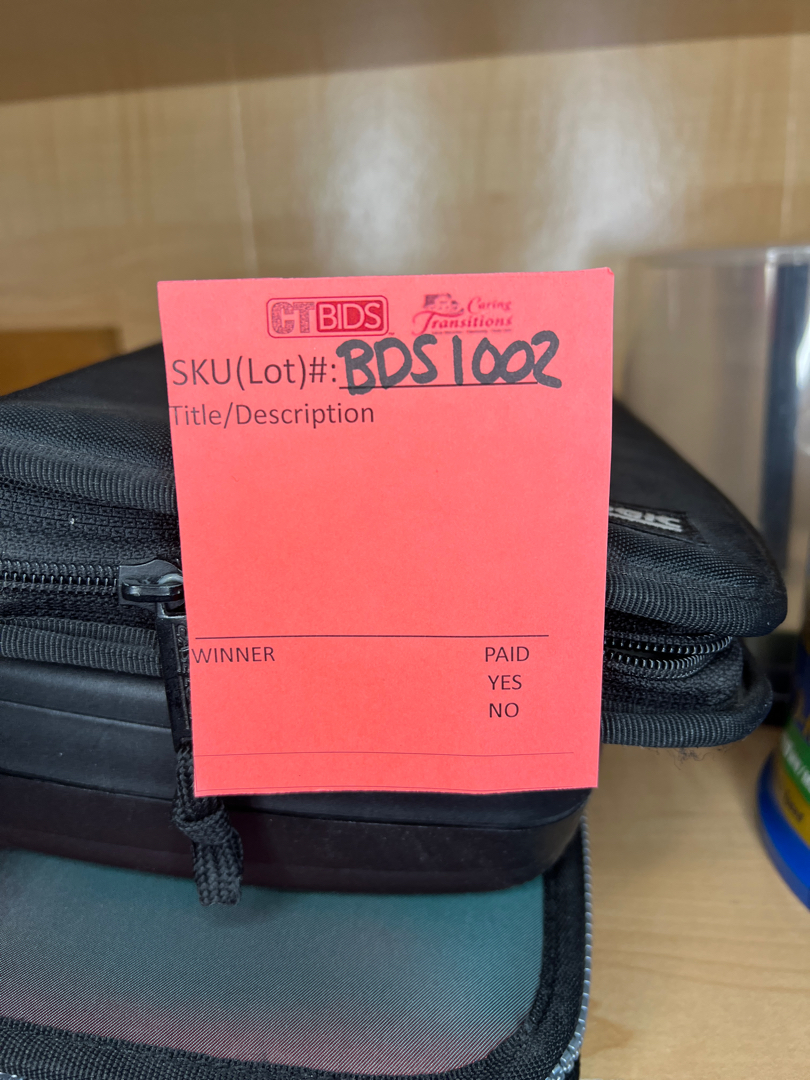 CTBIDS
Caring
Transitions
SKU(Lot)#: BDS1002
Title/Description
WINNER PAID
YES
NO